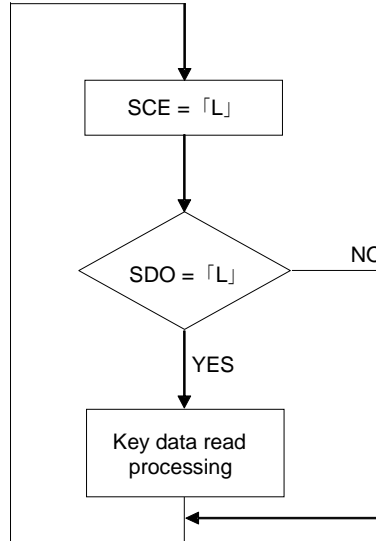 SCE = ｢L｣
SDO = ｢L｣
NO
YES
Key data read
processing